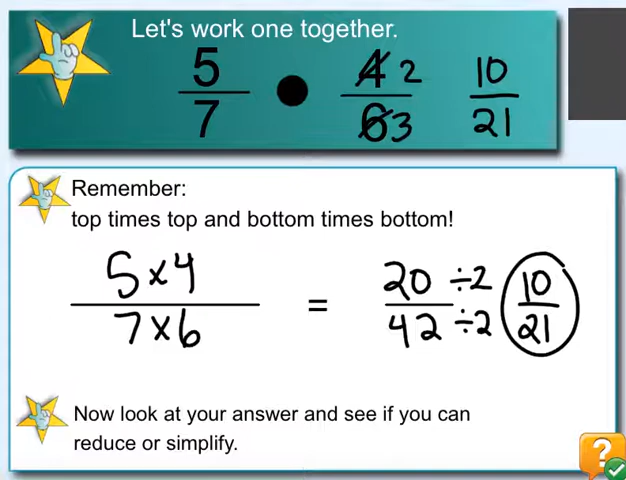 Let's work one together.
5/7 • 4/6 2/3 10/21
Remember:
top times top and bottom times bottom!
5 x 4 / 7 x 6 = 20/42 ÷2/÷2 10/21
Now look at your answer and see if you can
reduce or simplify.
?